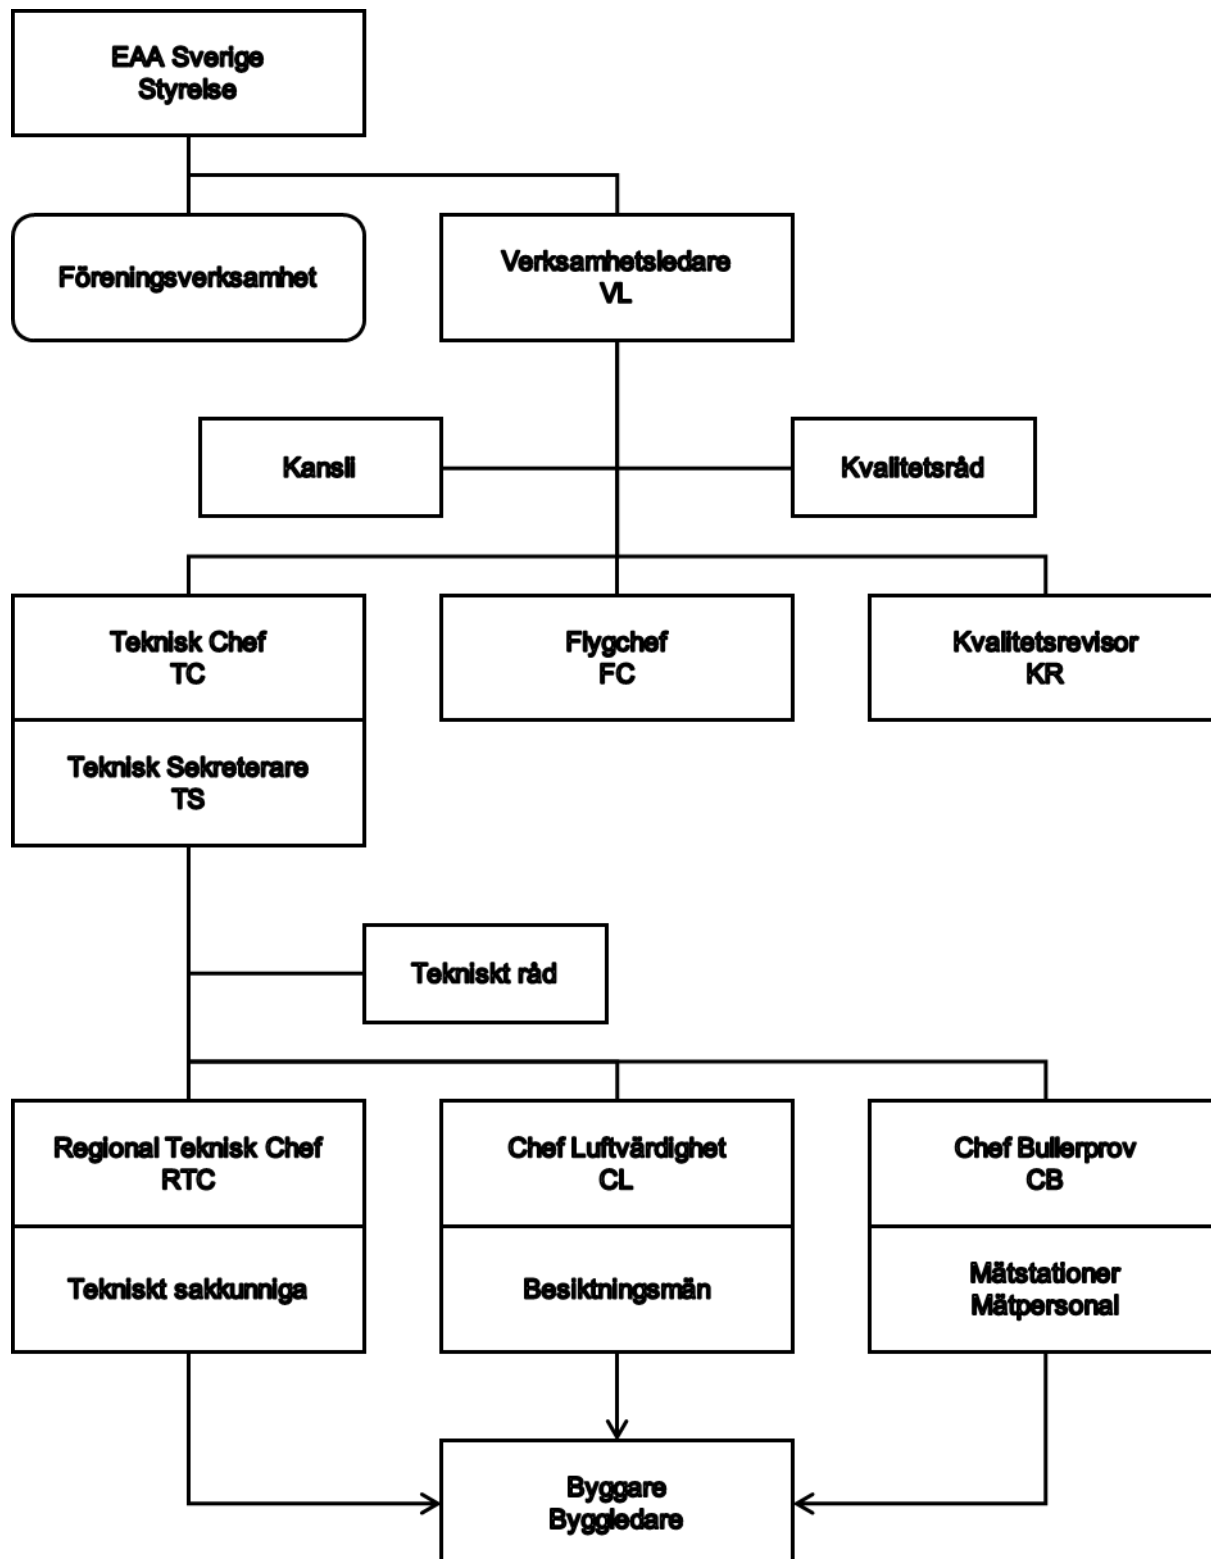 EAA Sverige
Styrelse
Föreningsverksamhet
Verksamhetsledare
VL
Kansli
Kvalitetsråd
Teknisk Chef
TC
Flygchef
FC
Kvalitetsrevisor
KR
Teknisk Sekreterare
TS
Tekniskt råd
Regional Teknisk Chef
RTC
Chef Luftvärdighet
CL
Chef Bullerprov
CB
Tekniskt sakkunniga
Besiktningsmän
Mätstationer
Mätpersonal
Byggare
Byggledare